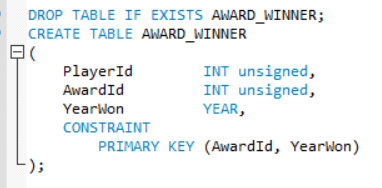 DROP TABLE IF EXISTS AWARD_WINNER;
CREATE TABLE AWARD_WINNER
(
PlayerId INT unsigned,
AwardId INT unsigned,
YearWon YEAR,
CONSTRAINT
PRIMARY KEY (AwardId, YearWon)
);